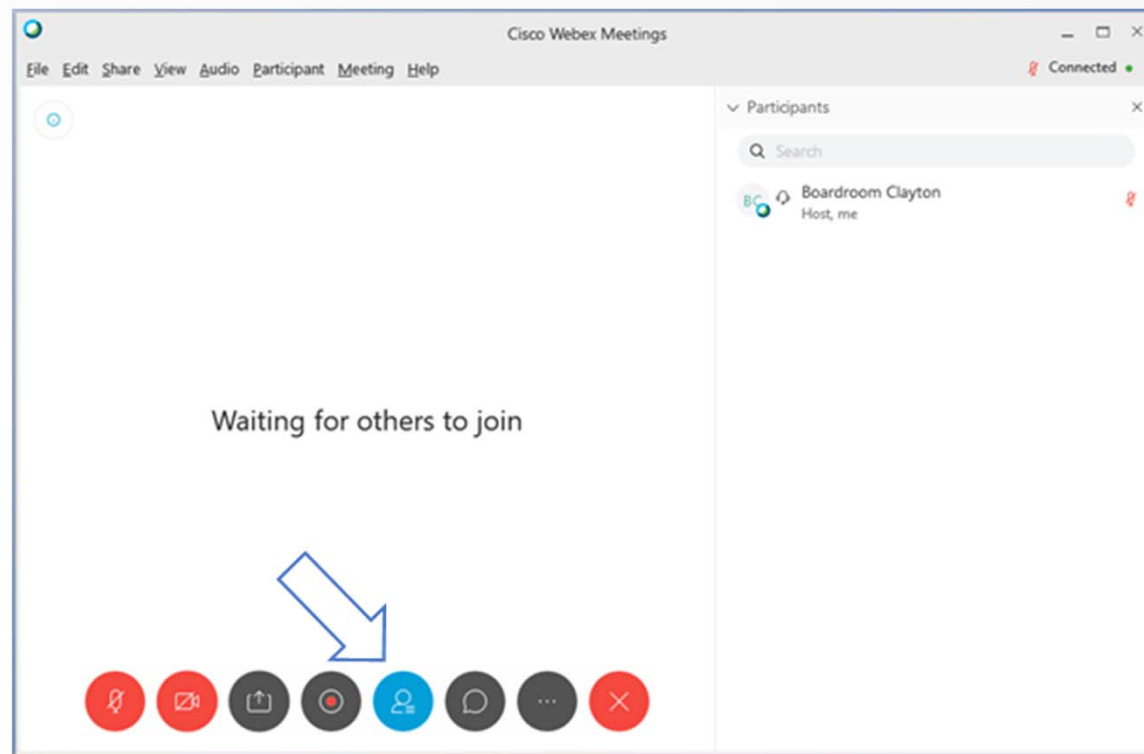 Cisco Webex Meetings
File Edit Share View Audio Participant Meeting Help
Connected
Participants
Search
BC
Boardroom Clayton
Host, me
Waiting for others to join